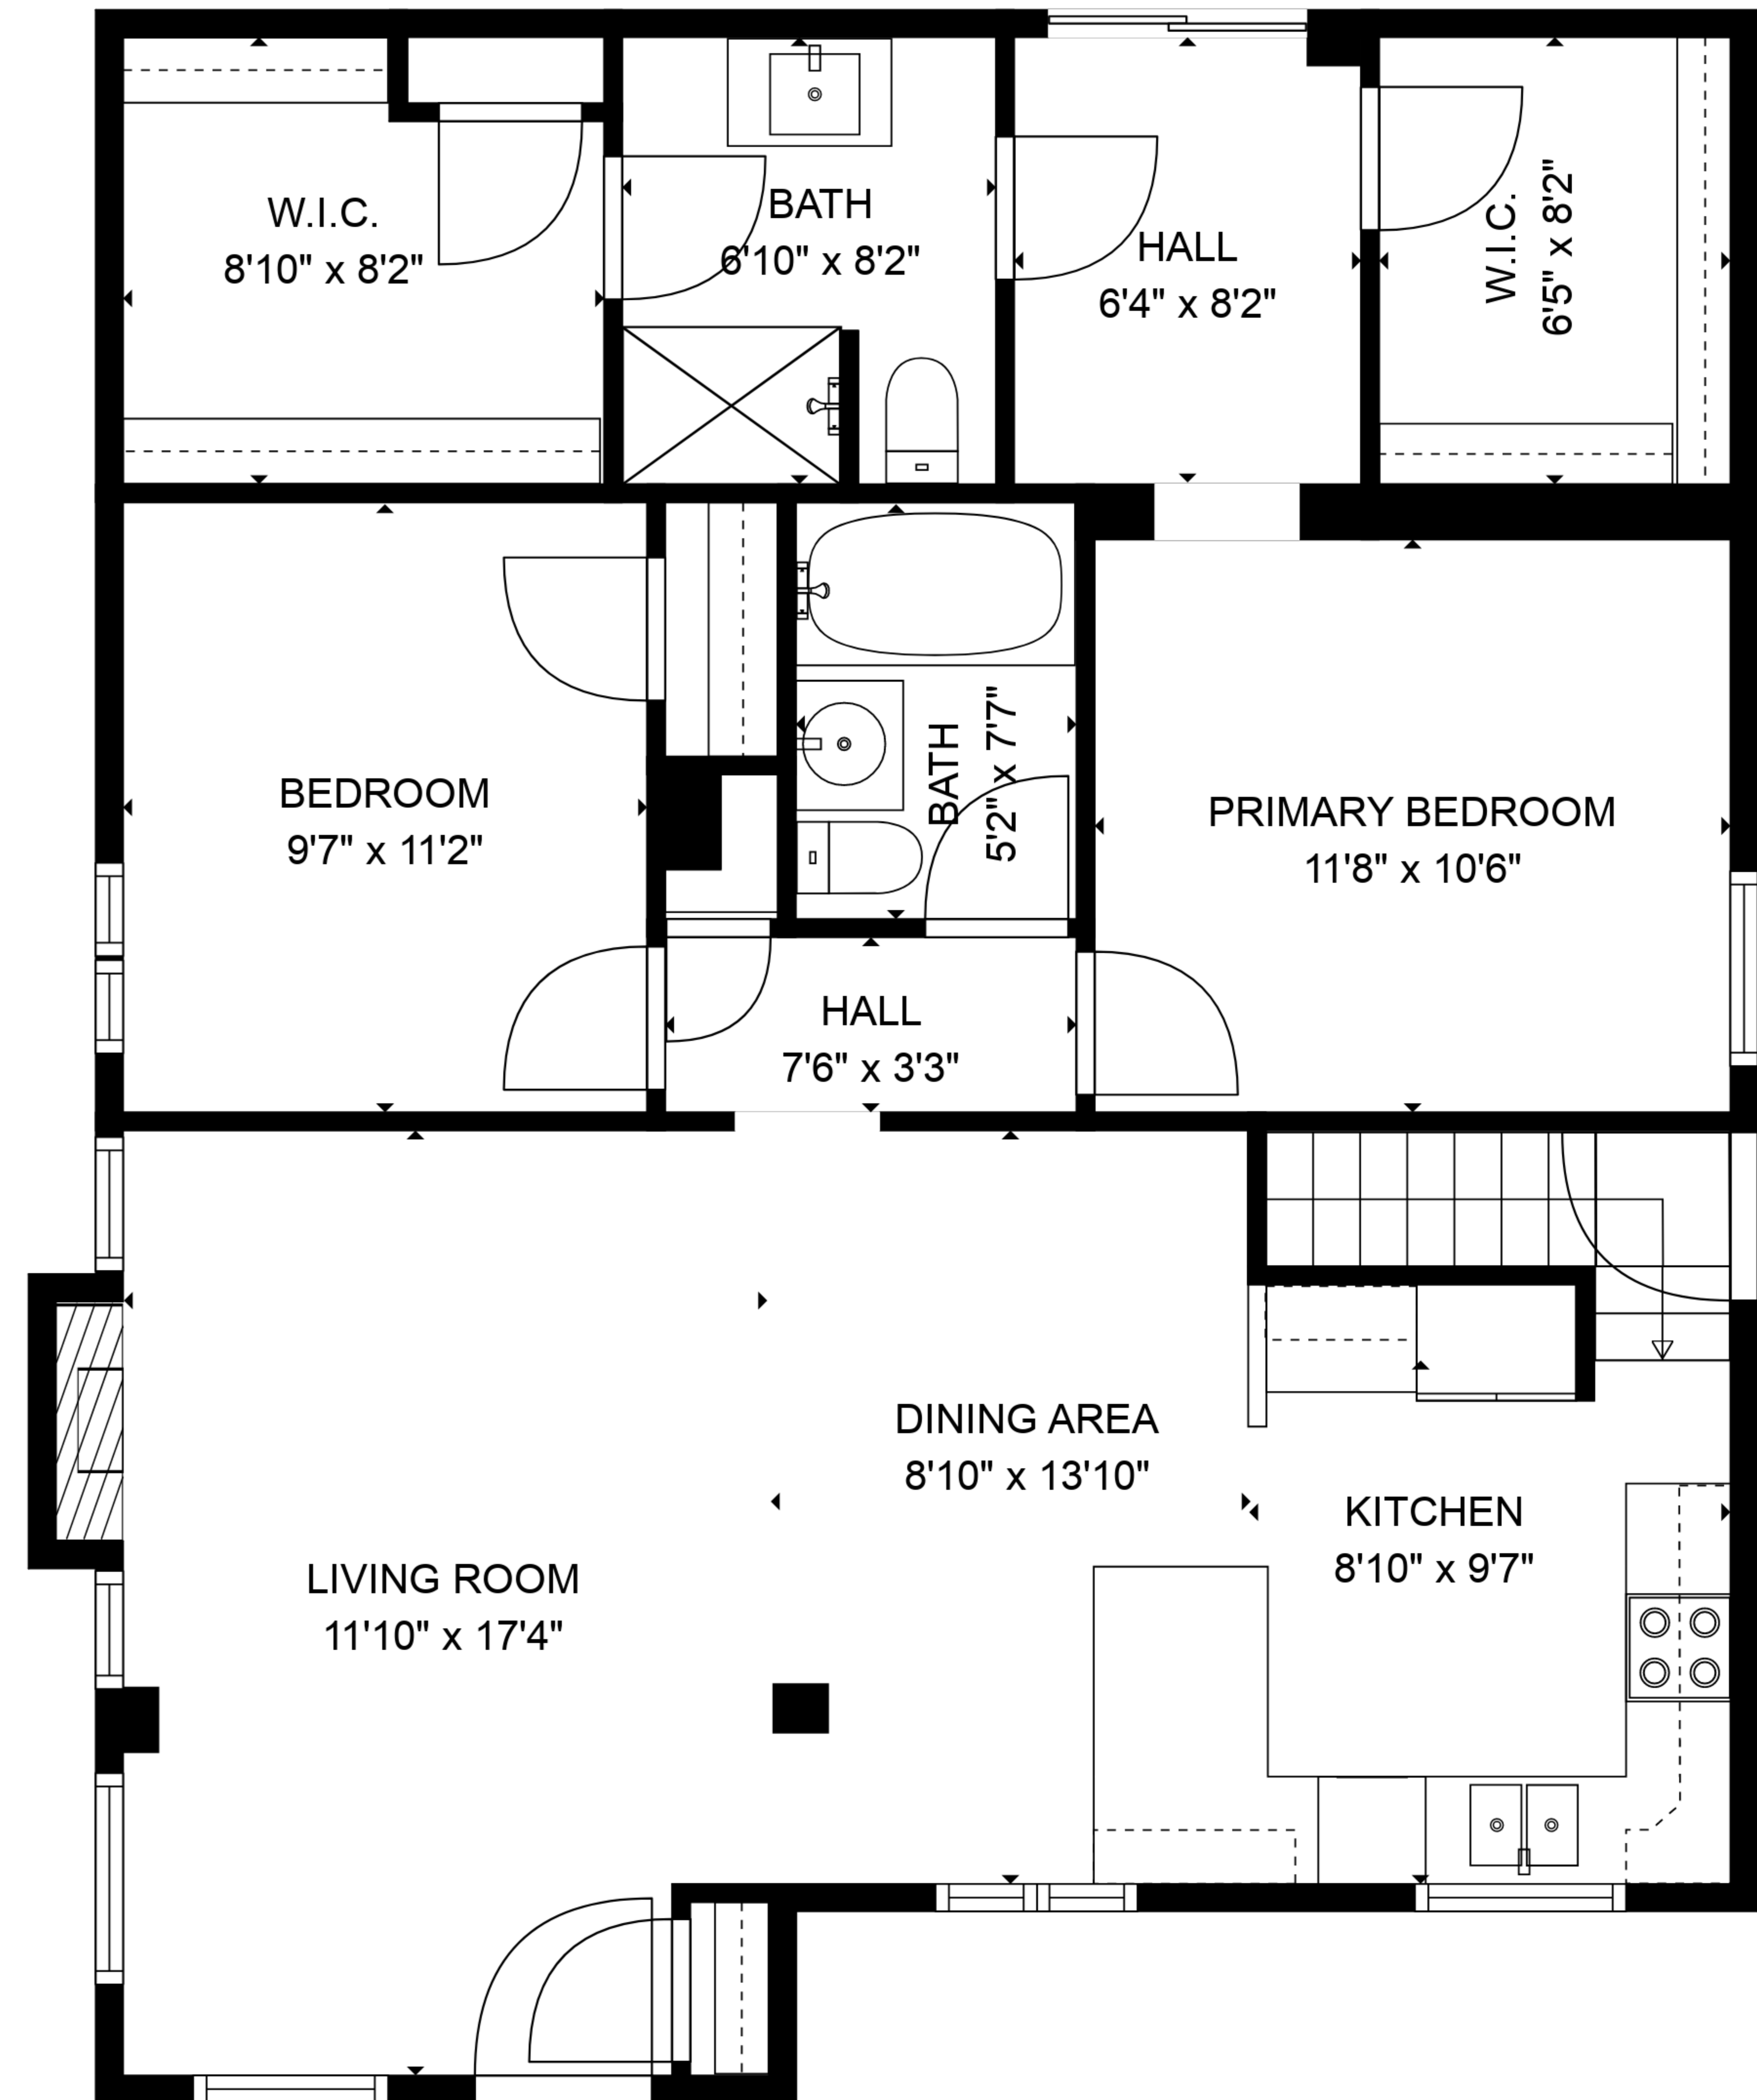 W.I.C.
8'10" x 8'2"
BATH
6'10" x 8'2"
HALL
6'4" x 8'2"
W.I.C.
6'5" x 8'2"
BEDROOM
9'7" x 11'2"
BATH
5'2" x 7'7"
PRIMARY BEDROOM
11'8" x 10'6"
HALL
7'6" x 3'3"
DINING AREA
8'10" x 13'10"
KITCHEN
8'10" x 9'7"
LIVING ROOM
11'10" x 17'4"